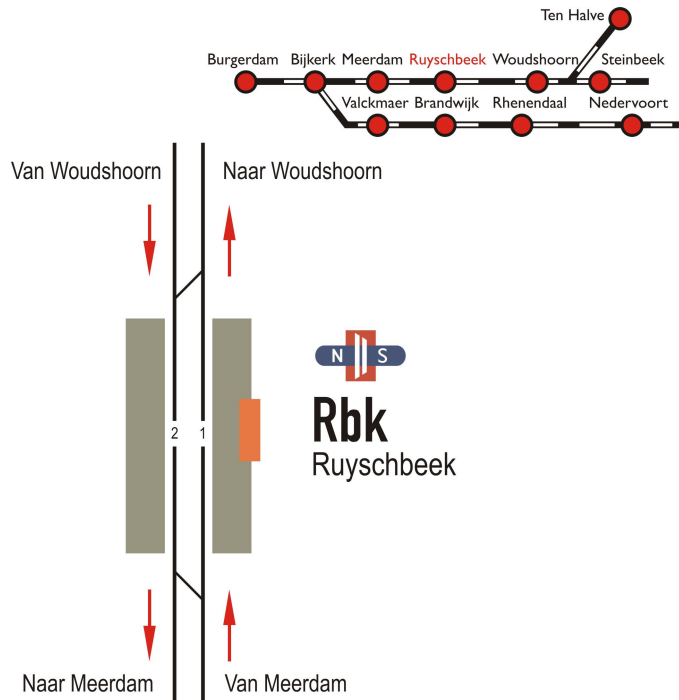 Ten Halve
Burgerdam Bijkerk Meerdam Ruyschbeek Woudshoorn Steinbeek
Valckmaer Brandwijk Rhenendaal Nedervoort
Van Woudshoorn Naar Woudshoorn
N S
Rbk
2 1
Ruyschbeek
Naar Meerdam Van Meerdam